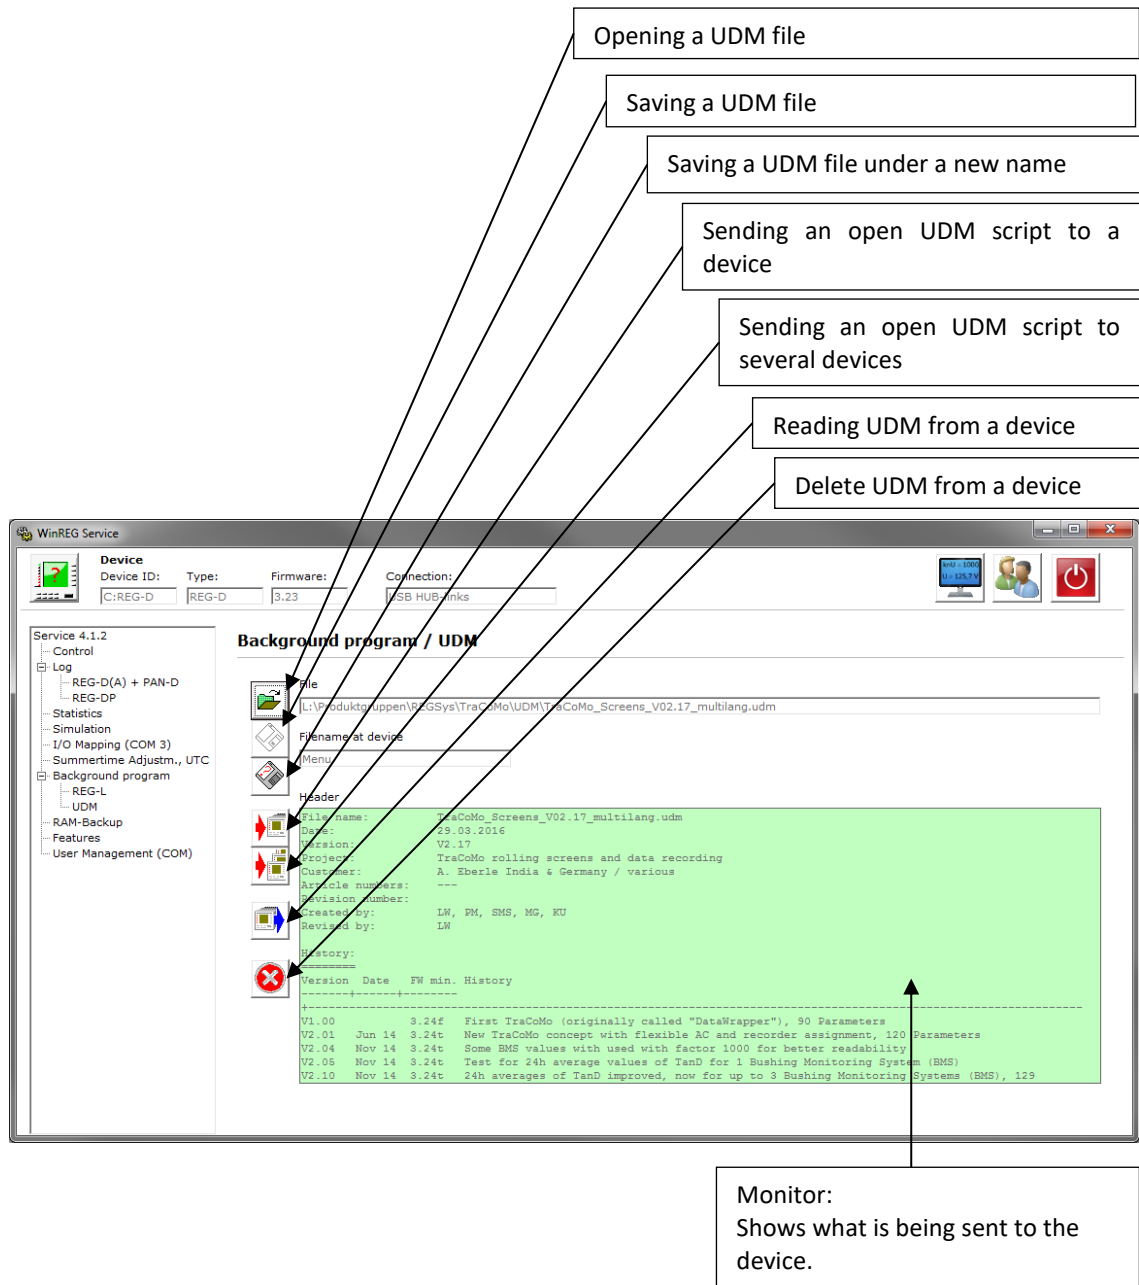 Opening a UDM file
Saving a UDM file
Saving a UDM file under a new name
Sending an open UDM script to a
device
Sending an open UDM script to
several devices
Reading UDM from a device
Delete UDM from a device
WinREG Service
Device
Device ID: Type: Firmware: Connection:
C:REG-D REG-D 3.23 USB HUB-links
knU = 1000
U = 125,7 V
Service 4.1.2
Control
Log
REG-D(A) + PAN-D
REG-DP
Statistics
Simulation
I/O Mapping (COM 3)
Summertime Adjustm., UTC
Background program
REG-L
UDM
RAM-Backup
Features
User Management (COM)
Background program / UDM
File
L:\Produktgruppen\REGSys\TraCoMo\UDM\TraCoMo_Screens_V02.17_multilang.udm
Filename at device
Menu
Header
File name: TraCoMo_Screens_V02.17_multilang.udm
Date: 29.03.2016
Version: V2.17
Project: TraCoMo rolling screens and data recording
Customer: A. Eberle India & Germany / various
Article numbers: ---
Revision number:
Created by: LW, PM, SMS, MG, KU
Revised by: LW
History:
========
Version Date FW min. History
-------+------+--------
+---------------------------------------------------------------------------------------------
V1.00 3.24f First TraCoMo (originally called "DataWrapper"), 90 Parameters
V2.01 Jun 14 3.24t New TraCoMo concept with flexible AC and recorder assignment, 120 Parameters
V2.04 Nov 14 3.24t Some BMS values with used with factor 1000 for better readability
V2.05 Nov 14 3.24t Test for 24h average values of TanD for 1 Bushing Monitoring System (BMS)
V2.10 Nov 14 3.24t 24h averages of TanD improved, now for up to 3 Bushing Monitoring Systems (BMS), 129
Monitor:
Shows what is being sent to the
device.